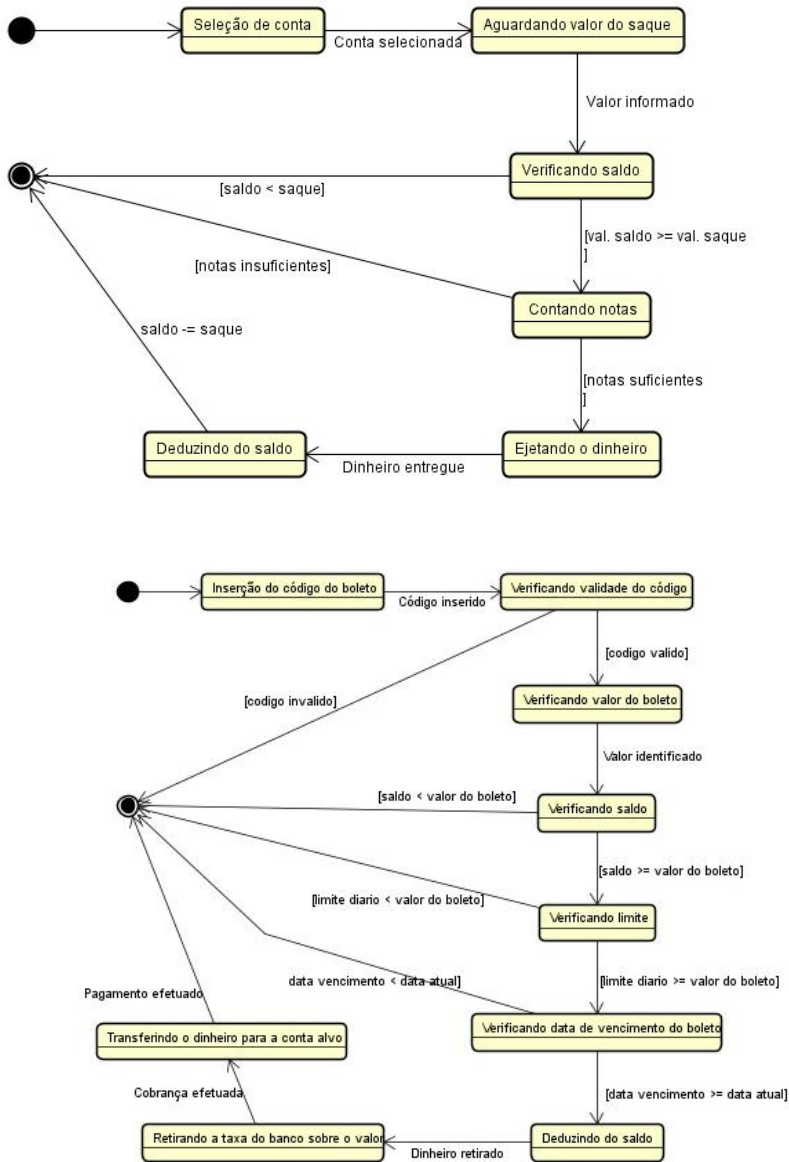 Seleção de conta
Conta selecionada
Aguardando valor do saque
Valor informado
Verificando saldo
[saldo < saque]
[val. saldo >= val. saque
]
[notas insuficientes]
Contando notas
saldo -= saque
[notas suficientes
]
Deduzindo do saldo
Dinheiro entregue
Ejetando o dinheiro
Inserção do código do boleto
Código inserido
Verificando validade do código
[codigo valido]
[codigo invalido]
Verificando valor do boleto
Valor identificado
[saldo < valor do boleto]
Verificando saldo
[saldo >= valor do boleto]
[limite diario < valor do boleto]
Verificando limite
data vencimento < data atual]
[limite diario >= valor do boleto]
Pagamento efetuado
Verificando data de vencimento do boleto
Transferindo o dinheiro para a conta alvo
Cobrança efetuada
[data vencimento >= data atual]
Retirando a taxa do banco sobre o valor
Dinheiro retirado
Deduzindo do saldo